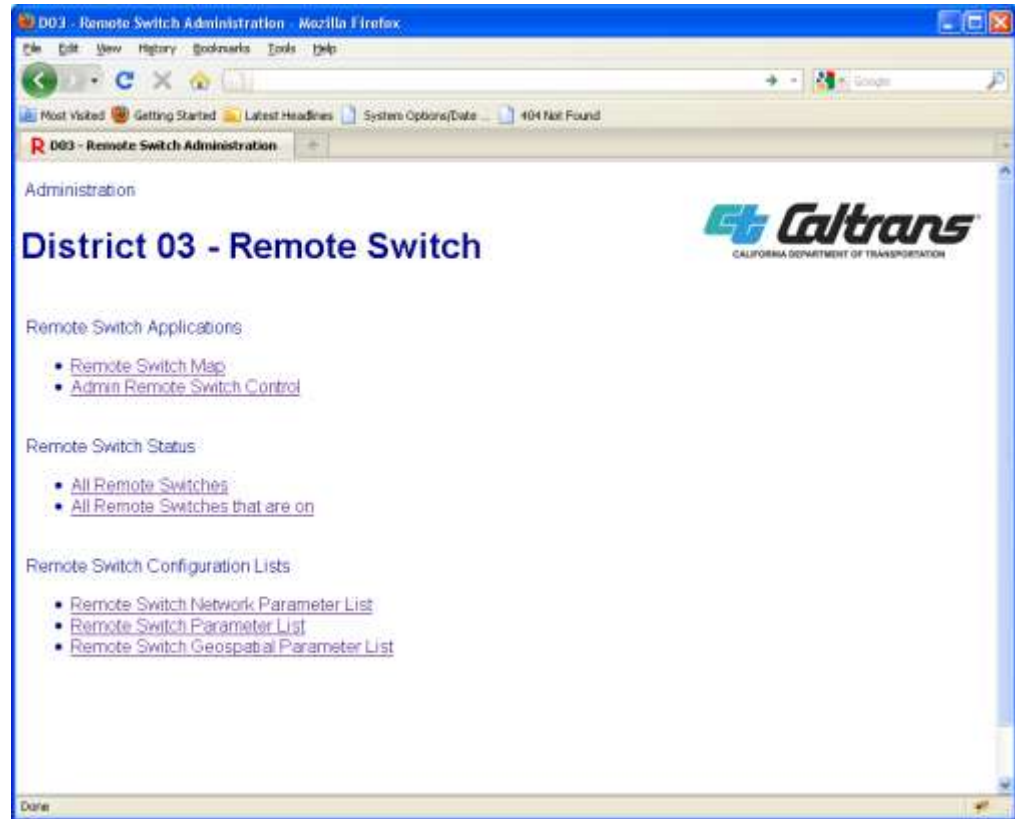 D03 - Remote Switch Administration - Mozilla Firefox
File Edit View History Bookmarks Tools Help
Google
Most Visited Getting Started Latest Headlines System Options/Date ... 404 Not Found
D03 - Remote Switch Administration
Administration
Ct Caltrans
CALIFORNIA DEPARTMENT OF TRANSPORTATION
District 03 - Remote Switch
Remote Switch Applications
• Remote Switch Map
• Admin Remote Switch Control
Remote Switch Status
• All Remote Switches
• All Remote Switches that are on
Remote Switch Configuration Lists
• Remote Switch Network Parameter List
• Remote Switch Parameter List
• Remote Switch Geospatial Parameter List
Done